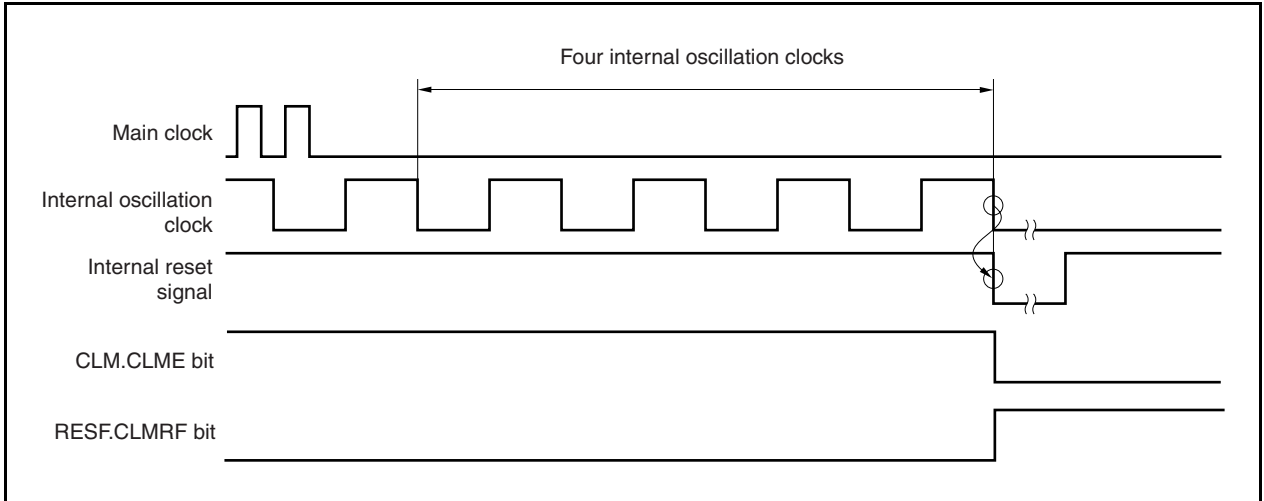 Four internal oscillation clocks
Main clock
Internal oscillation
clock
Internal reset
signal
CLM.CLME bit
RESF.CLMRF bit